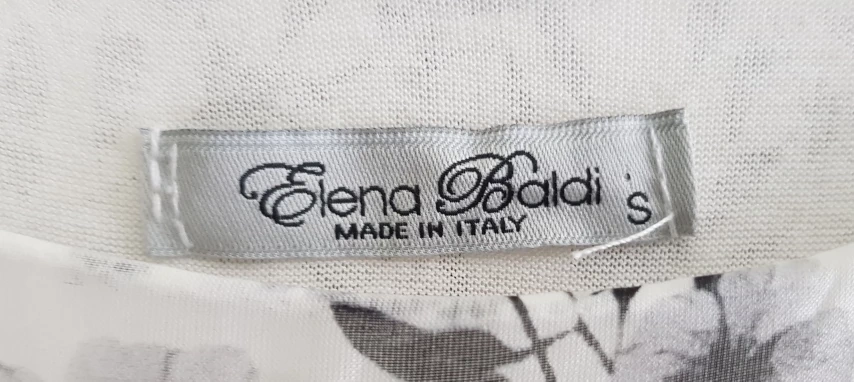 Elena Baldi S
MADE IN ITALY